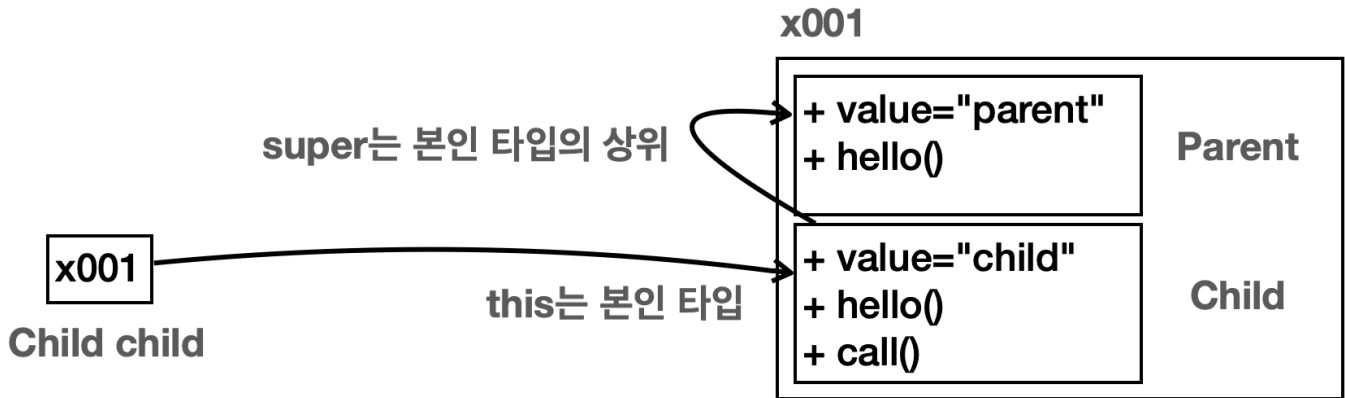 x001
+ value="parent"
+ hello()
Parent
super는 본인 타입의 상위
x001
Child child
this는 본인 타입
+ value="child"
+ hello()
+ call()
Child